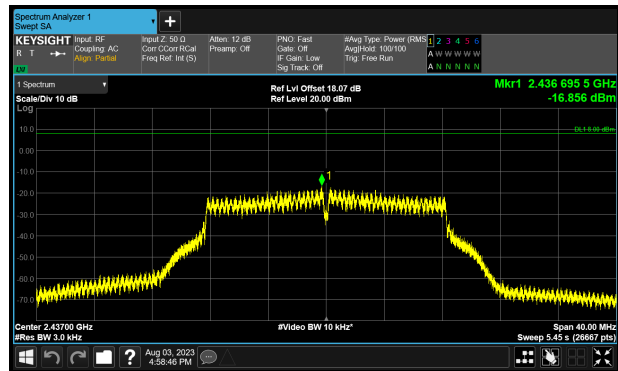 Spectrum Analyzer 1
Swept SA
+
KEYSIGHT
R T
LXI
Input: RF
Coupling: AC
Align: Partial
Input Z: 50 Ω
Corr CCorr RCal
Freq Ref: Int (S)
Atten: 12 dB
Preamp: Off
PNO: Fast
Gate: Off
IF Gain: Low
Sig Track: Off
#Avg Type: Power (RMS
Avg|Hold: 100/100
Trig: Free Run
1 2 3 4 5 6
A W W W W W
A N N N N N
1 Spectrum
Scale/Div 10 dB
Log
Ref Lvl Offset 18.07 dB
Ref Level 20.00 dBm
Mkr1 2.436 695 5 GHz
-16.856 dBm
10.0
DL1 8.00 dBm
0.00
-10.0
1
-20.0
-30.0
-40.0
-50.0
-60.0
-70.0
Center 2.43700 GHz
#Res BW 3.0 kHz
#Video BW 10 kHz*
Span 40.00 MHz
Sweep 5.45 s (26667 pts)
?
Aug 03, 2023
4:58:46 PM